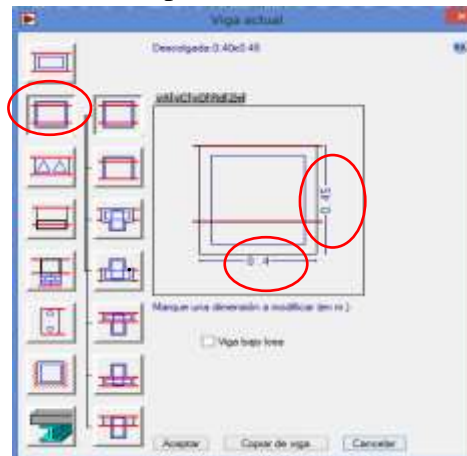 Viga actual
Descolgada: 0.40x0.45
0.45
0.4
Marque una dimensión a modificar (en m.)
Viga bajo losa
Aceptar
Copiar de viga
Cancelar